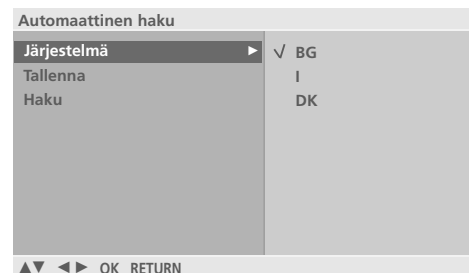 Automaattinen haku
Järjestelmä ► √ BG
Tallenna I
Haku DK
▲▼ ◄► OK RETURN